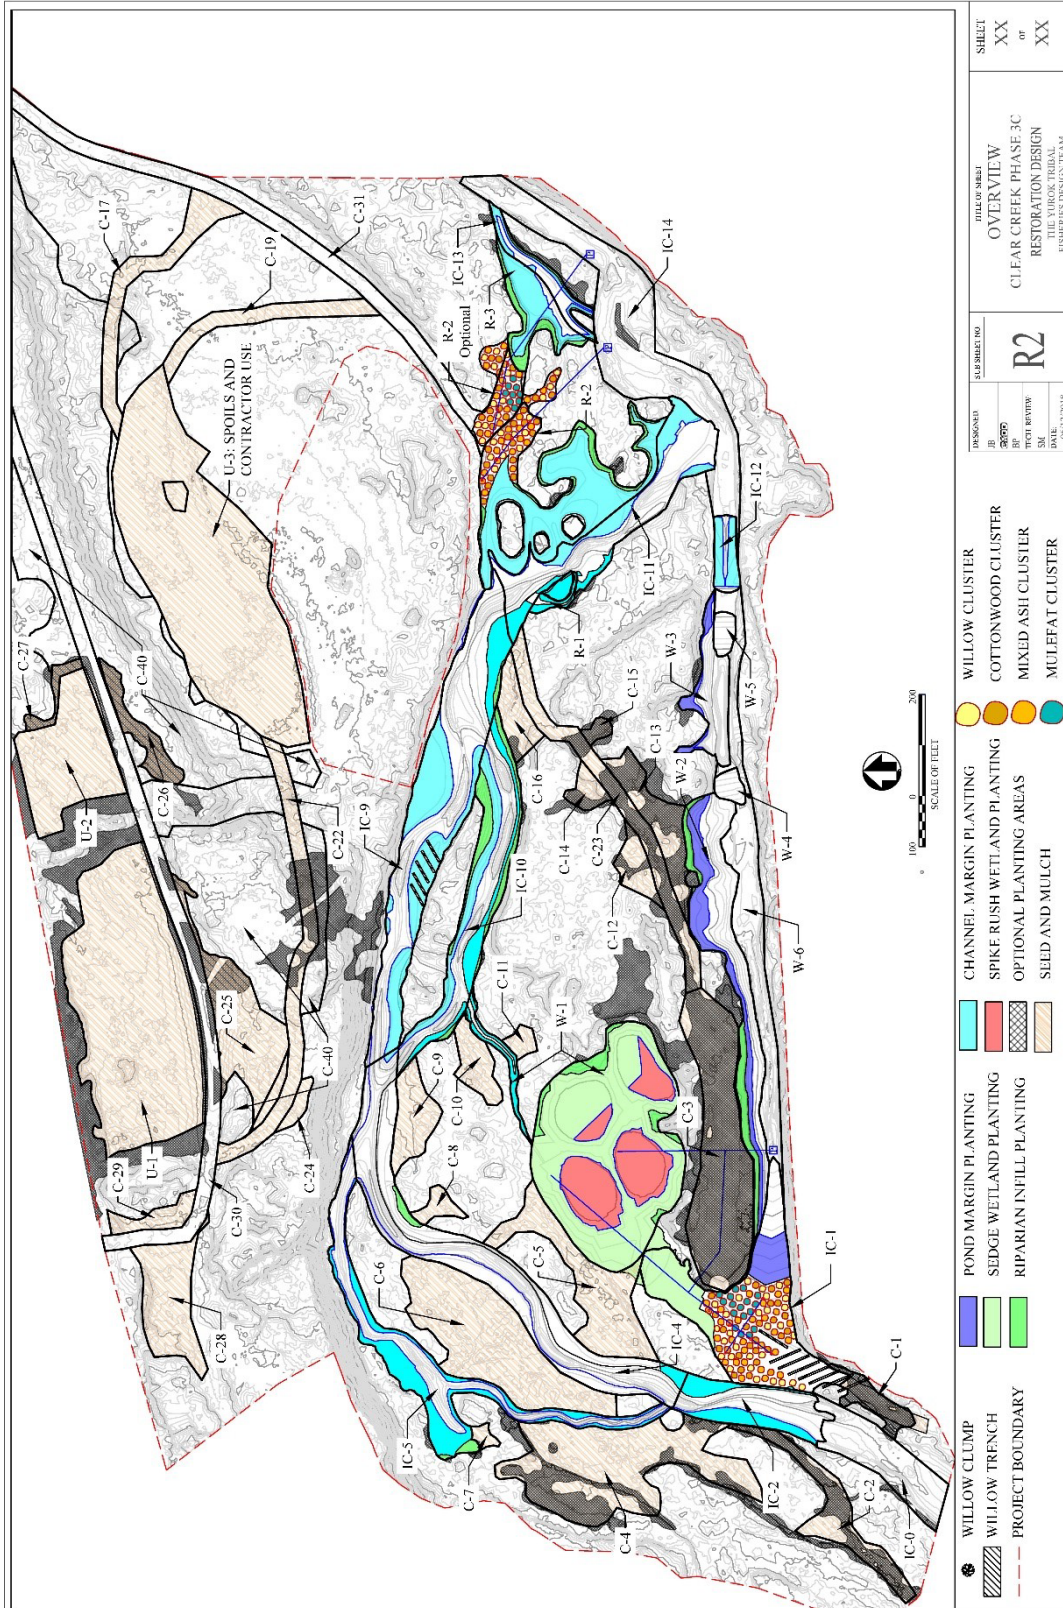 C-17
C-19
C-31
U-3: SPOILS AND
CONTRACTOR USE
C-27
C-40
U-2
C-26
C-22
IC-9
C-25
C-40
U-1
C-29
C-30
C-24
C-28
R-2
Optional
IC-13
R-3
IC-14
R-2
IC-11
R-1
IC-12
W-3
W-5
C-15
C-13
W-2
C-16
C-14
C-23
C-12
W-4
W-6
IC-10
C-11
W-1
C-9
C-10
C-8
C-3
C-6
C-5
IC-4
IC-1
C-1
IC-5
C-7
C-4
IC-2
C-2
IC-0
100
0
200
SCALE OF FEET
WILLOW CLUMP
WILLOW TRENCH
PROJECT BOUNDARY
POND MARGIN PLANTING
SEDGE WETLAND PLANTING
RIPARIAN INFILL PLANTING
CHANNEL MARGIN PLANTING
SPIKE RUSH WETLAND PLANTING
OPTIONAL PLANTING AREAS
SEED AND MULCH
WILLOW CLUSTER
COTTONWOOD CLUSTER
MIXED ASH CLUSTER
MULEFAT CLUSTER
DESIGNED
JB
BP
TECH REVIEW
SM
DATE:
SUB SHEET NO
R2
TITLE OF SHEET
OVERVIEW
CLEAR CREEK PHASE 3C
RESTORATION DESIGN
THE YUROK TRIBAL
FISHERIES DESIGN TEAM
SHEET
XX
OF
XX